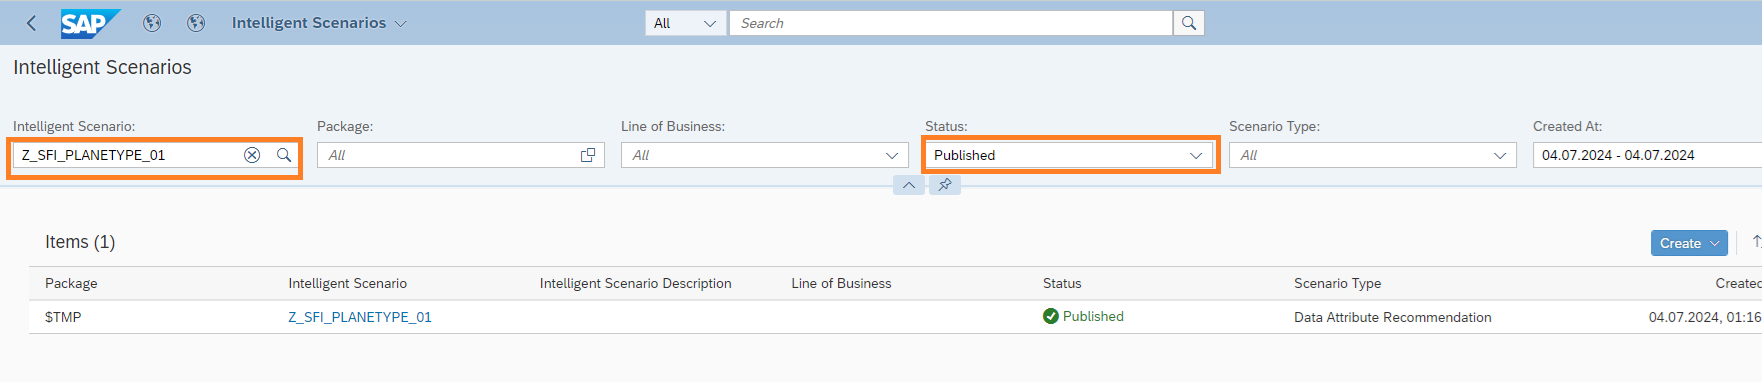 SAP Intelligent Scenarios All Search
Intelligent Scenarios
Intelligent Scenario: Package: Line of Business: Status: Scenario Type: Created At:
Z_SFI_PLANETYPE_01 All All Published All 04.07.2024 - 04.07.2024
Items (1) Create
Package Intelligent Scenario Intelligent Scenario Description Line of Business Status Scenario Type Created
$TMP Z_SFI_PLANETYPE_01 Published Data Attribute Recommendation 04.07.2024, 01:16